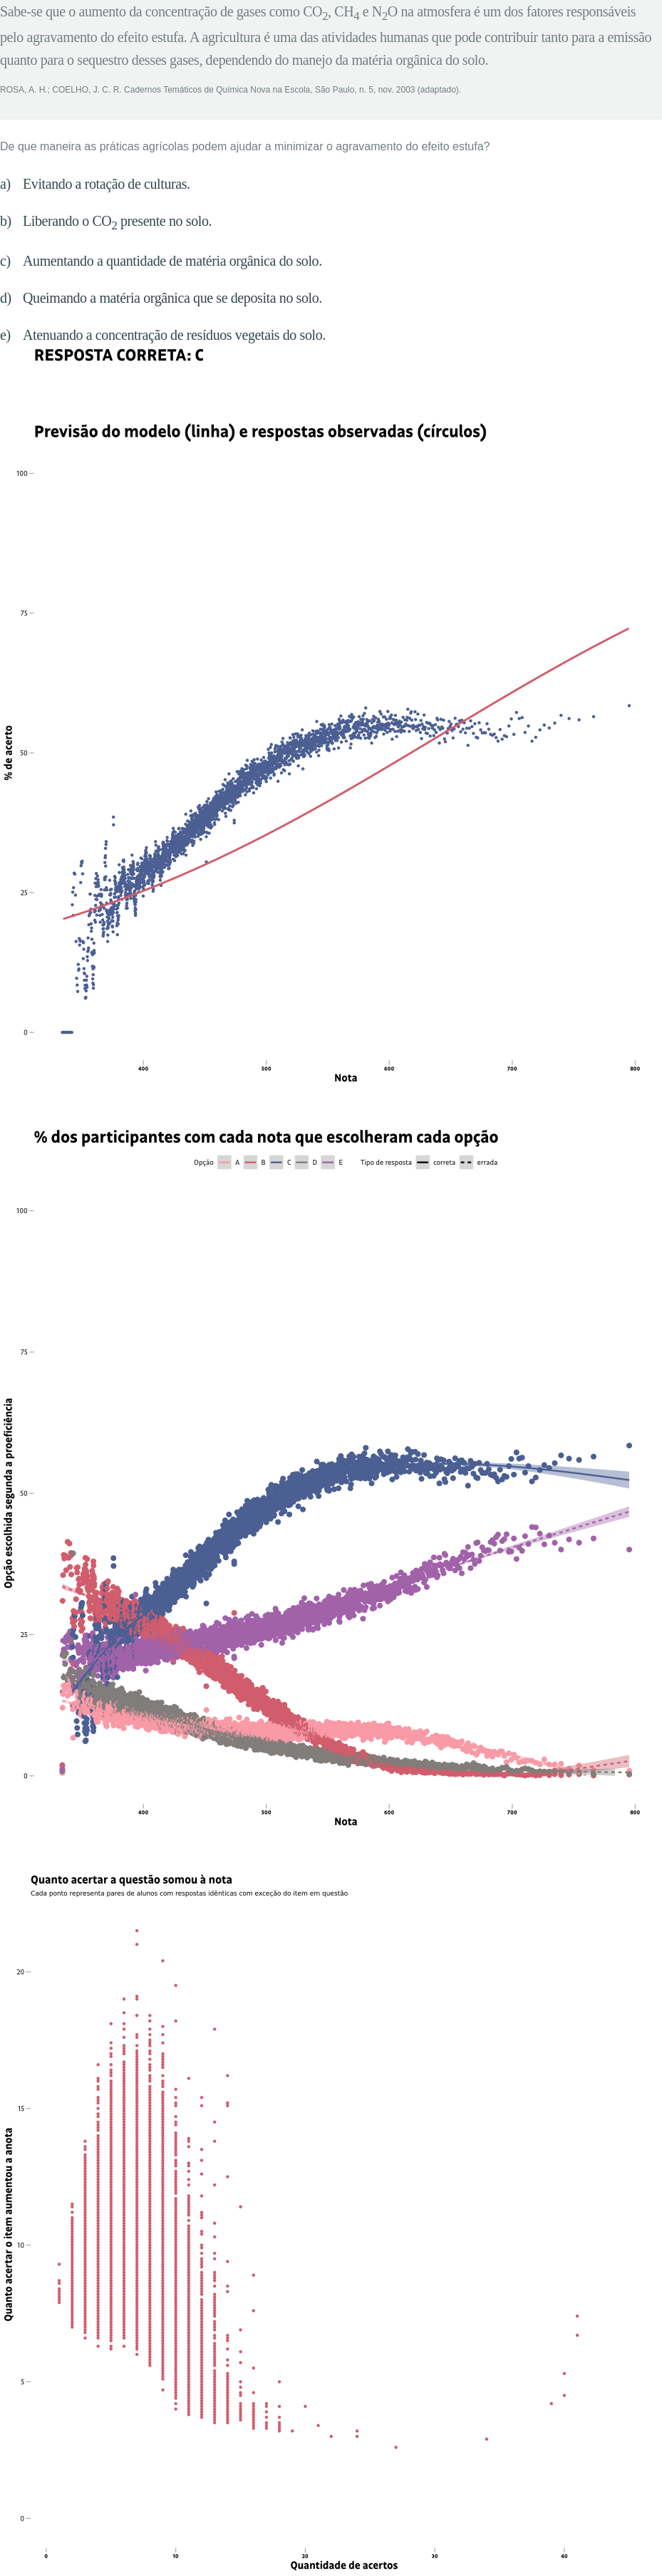 Sabe-se que o aumento da concentração de gases como CO2, CH4 e N2O na atmosfera é um dos fatores responsáveis
pelo agravamento do efeito estufa. A agricultura é uma das atividades humanas que pode contribuir tanto para a emissão
quanto para o sequestro desses gases, dependendo do manejo da matéria orgânica do solo.
ROSA, A. H.; COELHO, J. C. R. Cadernos Temáticos de Química Nova na Escola, São Paulo, n. 5, nov. 2003 (adaptado).
De que maneira as práticas agrícolas podem ajudar a minimizar o agravamento do efeito estufa?
a) Evitando a rotação de culturas.
b) Liberando o CO2 presente no solo.
c) Aumentando a quantidade de matéria orgânica do solo.
d) Queimando a matéria orgânica que se deposita no solo.
e) Atenuando a concentração de resíduos vegetais do solo.
RESPOSTA CORRETA: C
Previsão do modelo (linha) e respostas observadas (círculos)
100
75
50
25
0
% de acerto
400 500 600 700 800
Nota
% dos participantes com cada nota que escolheram cada opção
Opção A B C D E Tipo de resposta correta errada
100
75
50
25
0
Opção escolhida segunda a proeficiência
400 500 600 700 800
Nota
Quanto acertar a questão somou à nota
Cada ponto representa pares de alunos com respostas idênticas com exceção do item em questão
20
15
10
5
0
Quanto acertar o item aumentou a anota
0 10 20 30 40
Quantidade de acertos